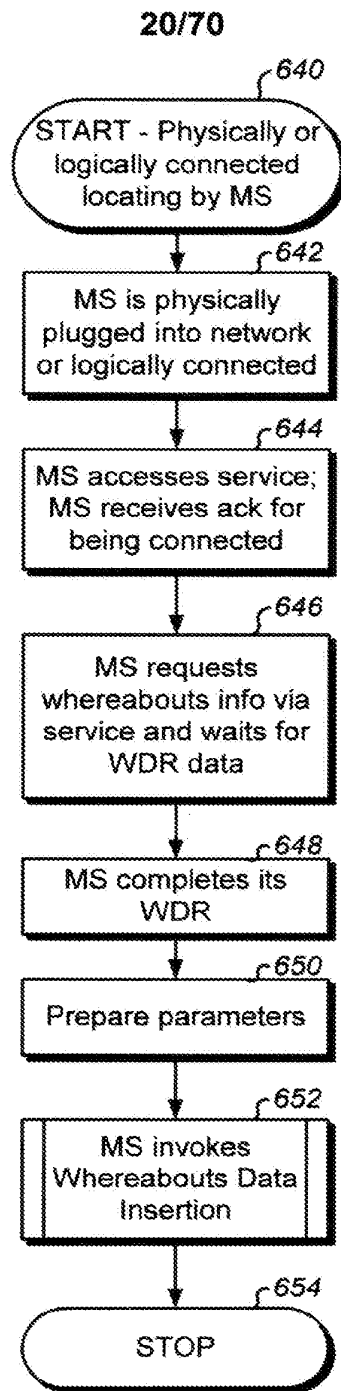 20/70
640
START - Physically or
logically connected
locating by MS
642
MS is physically
plugged into network
or logically connected
644
MS accesses service;
MS receives ack for
being connected
646
MS requests
whereabouts info via
service and waits for
WDR data
648
MS completes its
WDR
650
Prepare parameters
652
MS invokes
Whereabouts Data
Insertion
654
STOP